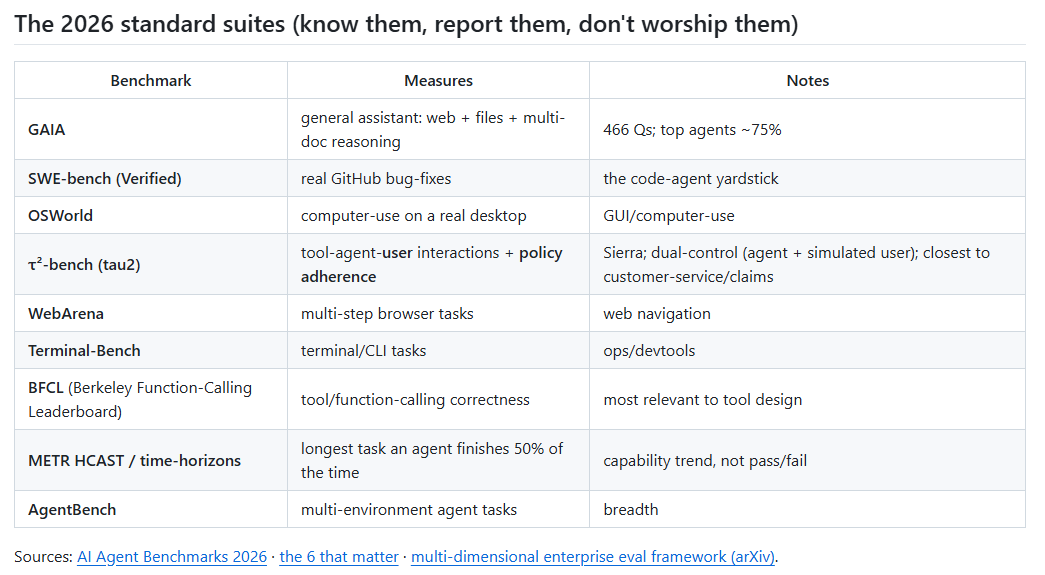 The 2026 standard suites (know them, report them, don't worship them)
Benchmark Measures Notes
GAIA
general assistant: web + files + multi-
doc reasoning
466 Qs; top agents ~75%
SWE-bench (Verified) real GitHub bug-fixes the code-agent yardstick
OSWorld computer-use on a real desktop GUI/computer-use
τ²-bench (tau2)
tool-agent-user interactions + policy
adherence
Sierra; dual-control (agent + simulated user); closest to
customer-service/claims
WebArena multi-step browser tasks web navigation
Terminal-Bench terminal/CLI tasks ops/devtools
BFCL (Berkeley Function-Calling
Leaderboard)
tool/function-calling correctness
most relevant to tool design
METR HCAST / time-horizons
longest task an agent finishes 50% of
the time
capability trend, not pass/fail
AgentBench multi-environment agent tasks breadth
Sources: AI Agent Benchmarks 2026 · the 6 that matter · multi-dimensional enterprise eval framework (arXiv).